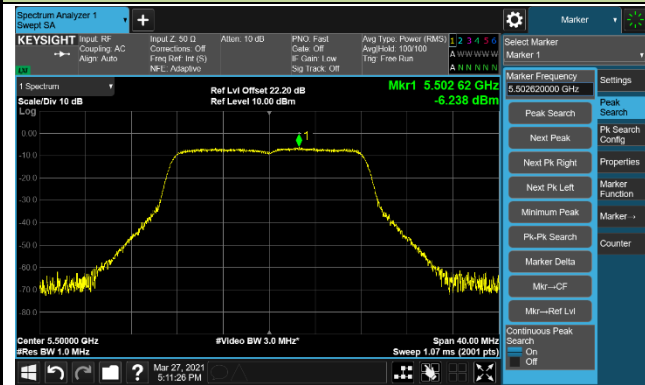 Spectrum Analyzer 1
Swept SA
Marker
KEYSIGHT
Input: RF
Coupling: AC
Align: Auto
Input Z: 50 Ω
Corrections: Off
Freq Ref: Int (S)
NFE: Adaptive
Atten: 10 dB
PNO: Fast
Gate: Off
IF Gain: Low
Sig Track: Off
Avg Type: Power (RMS)
Avg|Hold: 100/100
Trig: Free Run
1 2 3 4 5 6
A W W W W W
A N N N N N
LXI
Select Marker
Marker 1
1 Spectrum
Scale/Div 10 dB
Log
Ref Lvl Offset 22.20 dB
Ref Level 10.00 dBm
Mkr1 5.502 62 GHz
-6.238 dBm
0.00
-10.0
-20.0
-30.0
-40.0
-50.0
-60.0
-70.0
-80.0
1
Center 5.50000 GHz
#Res BW 1.0 MHz
#Video BW 3.0 MHz*
Span 40.00 MHz
Sweep 1.07 ms (2001 pts)
Marker Frequency
5.502620000 GHz
Peak Search
Next Peak
Next Pk Right
Next Pk Left
Minimum Peak
Pk-Pk Search
Marker Delta
Mkr→CF
Mkr→Ref Lvl
Continuous Peak
Search
On
Off
Settings
Peak
Search
Pk Search
Config
Properties
Marker
Function
Marker→
Counter
Mar 27, 2021
5:11:26 PM